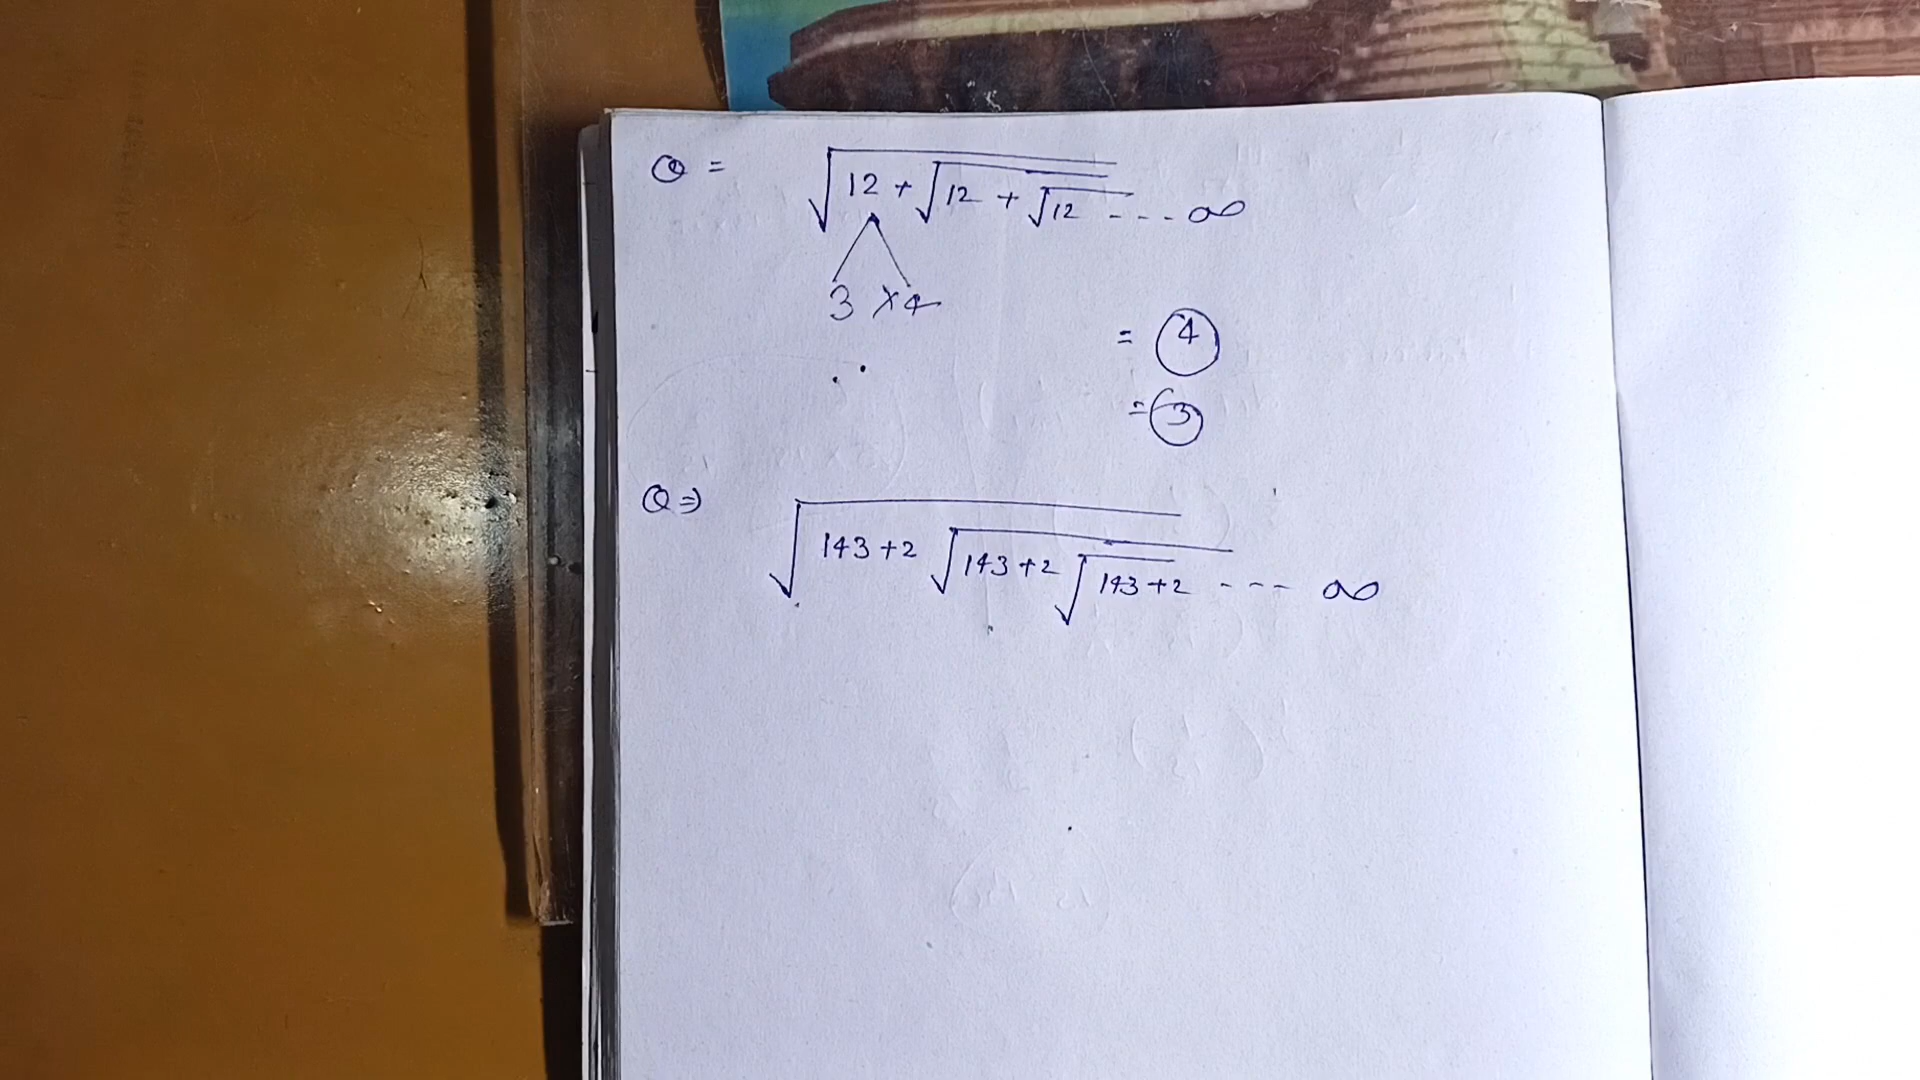 Q = √12 + √12 + √12 --- ∞
3 × 4
= 4
= 3
Q ⇒ √143 + 2 √143 + 2 √143 + 2 --- ∞